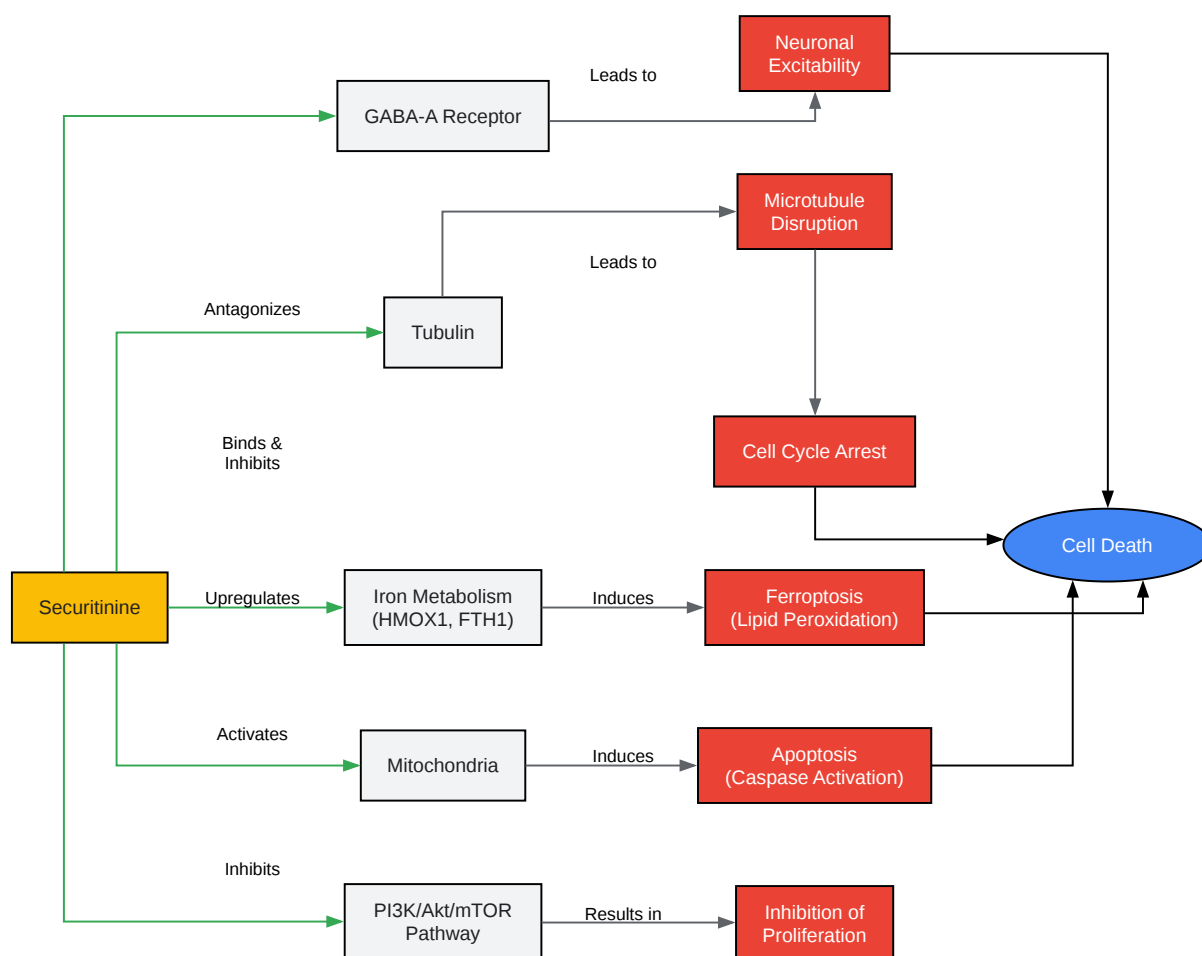 Neuronal
Excitability
Leads to
GABA-A Receptor
Microtubule
Disruption
Leads to
Antagonizes
Tubulin
Binds &
Inhibits
Cell Cycle Arrest
Cell Death
Securitinine
Upregulates
Iron Metabolism
(HMOX1, FTH1)
Induces
Ferroptosis
(Lipid Peroxidation)
Activates
Mitochondria
Induces
Apoptosis
(Caspase Activation)
Inhibits
PI3K/Akt/mTOR
Pathway
Results in
Inhibition of
Proliferation